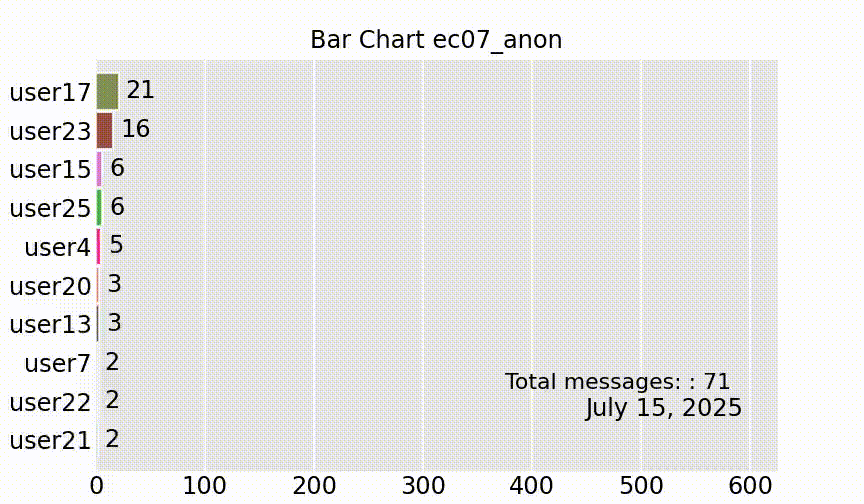 Bar Chart ec07_anon
user17 21
user23 16
user15 6
user25 6
user4 5
user20 3
user13 3
user7 2
user22 2
user21 2
Total messages: : 71
July 15, 2025
0 100 200 300 400 500 600